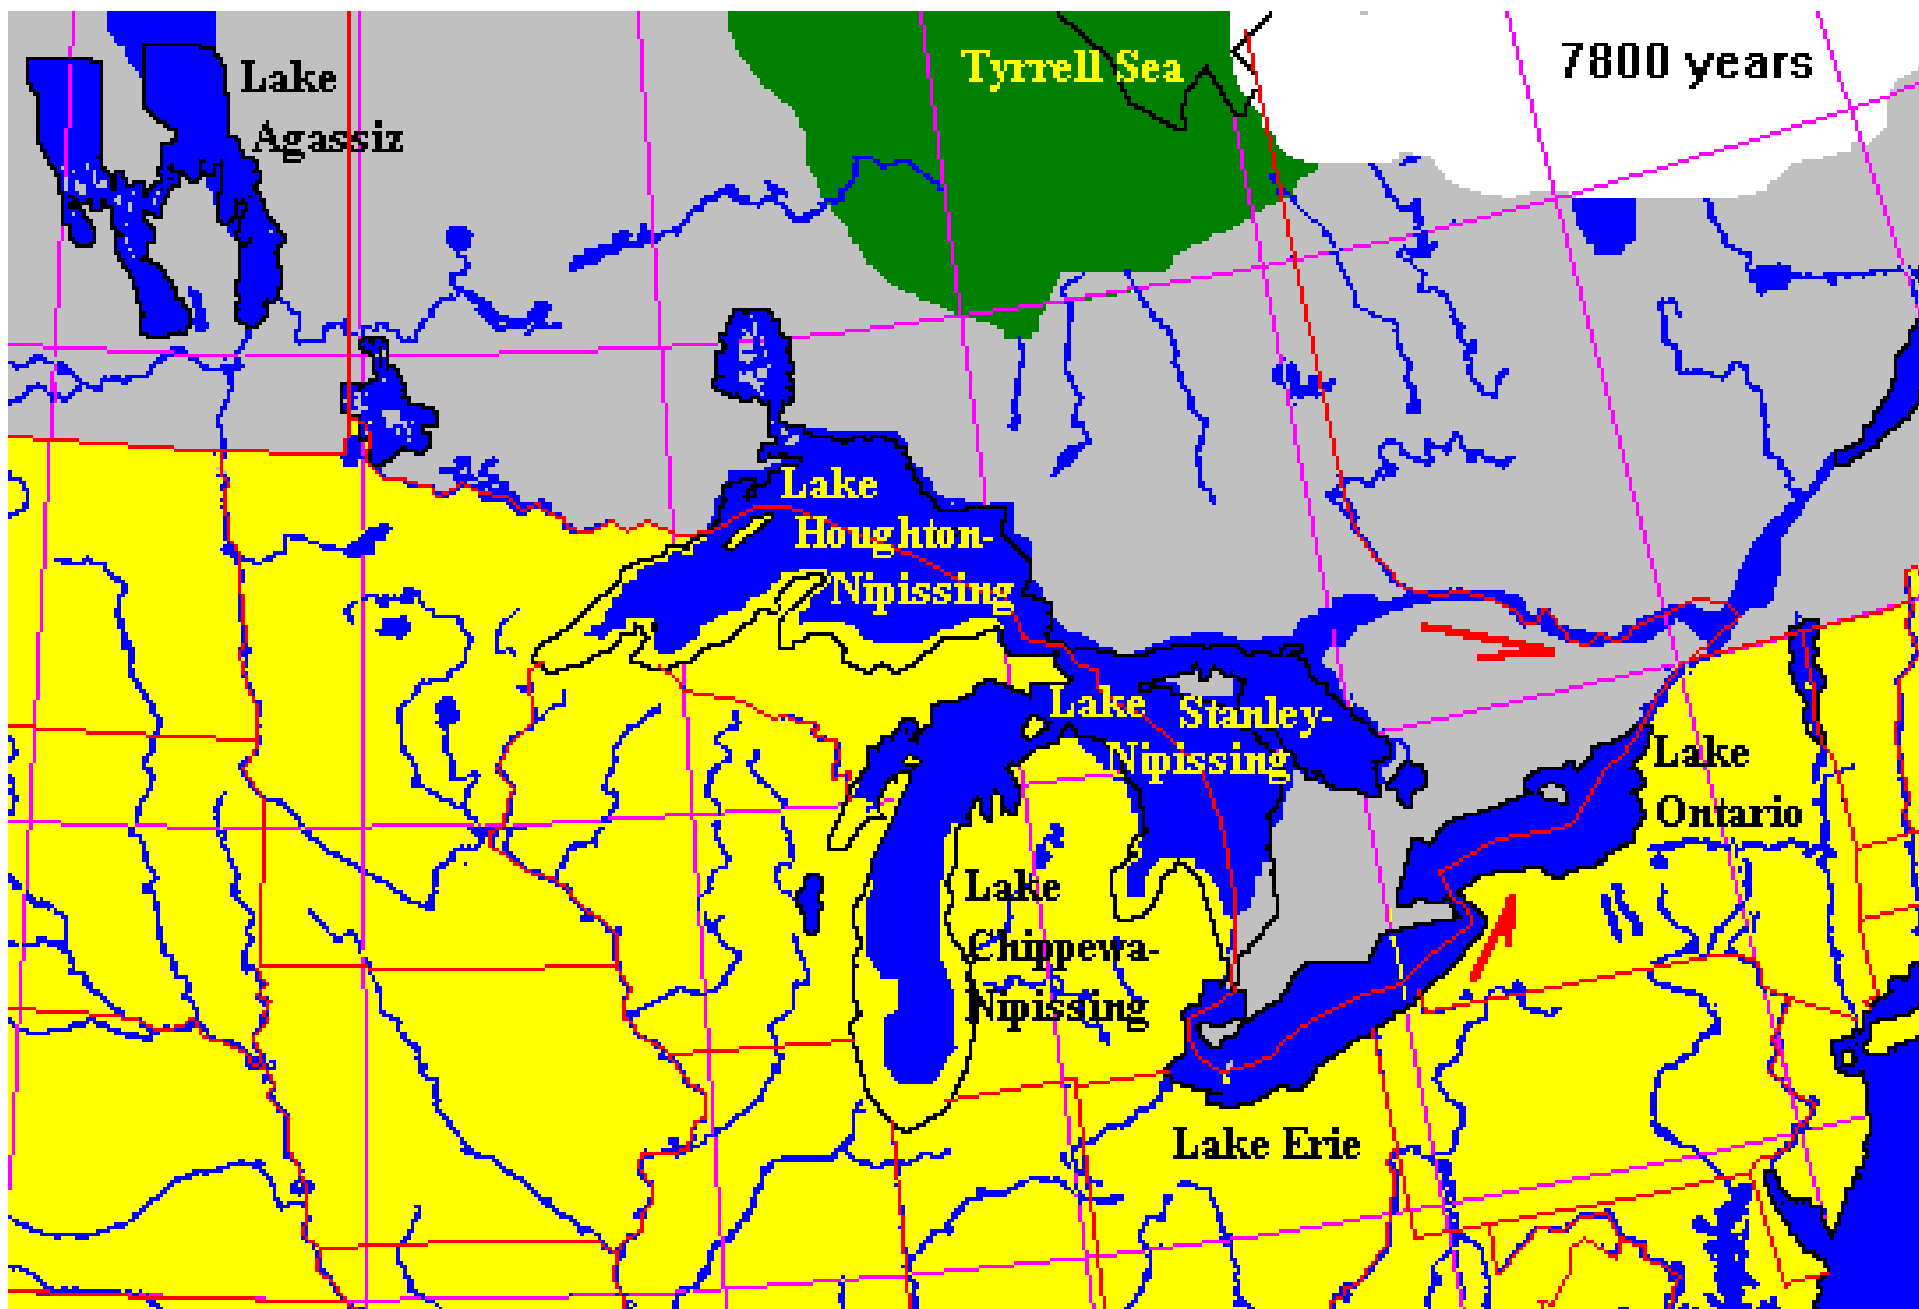 Lake
Agassiz
Tyrrell Sea
7800 years
Lake
Houghton-
Nipissing
Lake Stanley-
Nipissing
Lake
Ontario
Lake
Chippewa-
Nipissing
Lake Erie